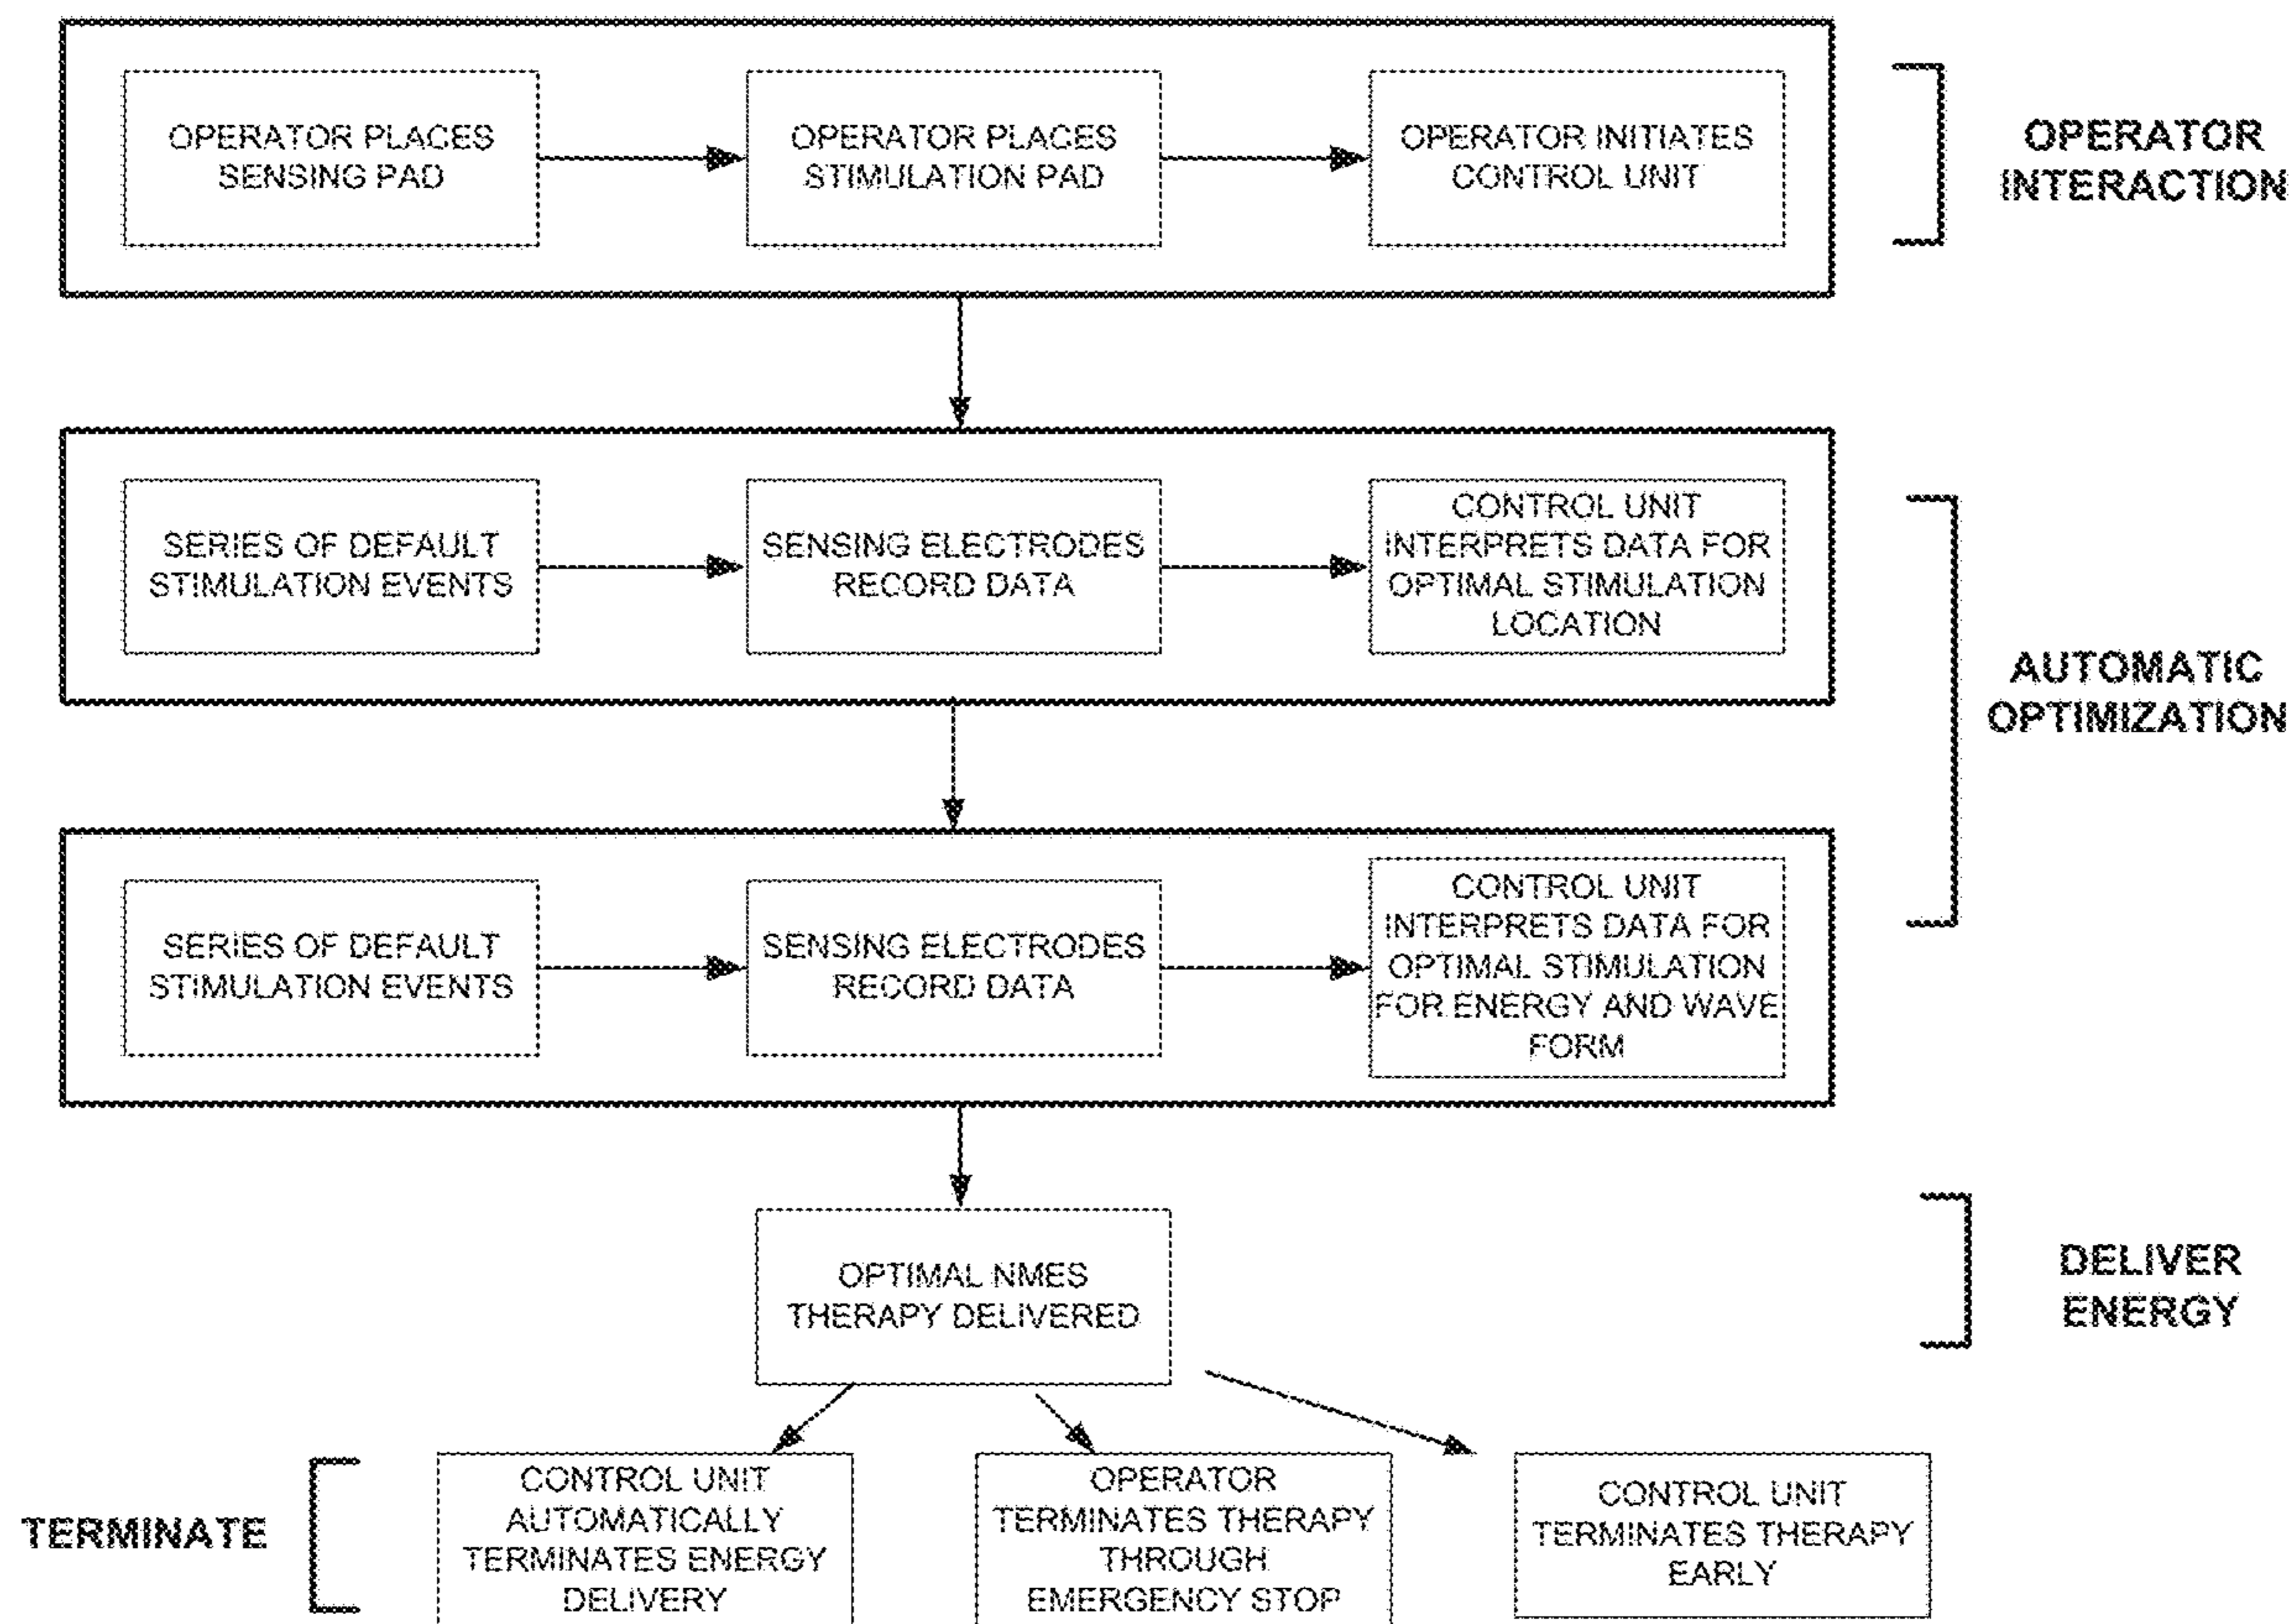 OPERATOR PLACES
SENSING PAD
OPERATOR PLACES
STIMULATION PAD
OPERATOR INITIATES
CONTROL UNIT
OPERATOR
INTERACTION
SERIES OF DEFAULT
STIMULATION EVENTS
SENSING ELECTRODES
RECORD DATA
CONTROL UNIT
INTERPRETS DATA FOR
OPTIMAL STIMULATION
LOCATION
AUTOMATIC
OPTIMIZATION
SERIES OF DEFAULT
STIMULATION EVENTS
SENSING ELECTRODES
RECORD DATA
CONTROL UNIT
INTERPRETS DATA FOR
OPTIMAL STIMULATION
FOR ENERGY AND WAVE
FORM
OPTIMAL NMES
THERAPY DELIVERED
DELIVER
ENERGY
TERMINATE
CONTROL UNIT
AUTOMATICALLY
TERMINATES ENERGY
DELIVERY
OPERATOR
TERMINATES THERAPY
THROUGH
EMERGENCY STOP
CONTROL UNIT
TERMINATES THERAPY
EARLY